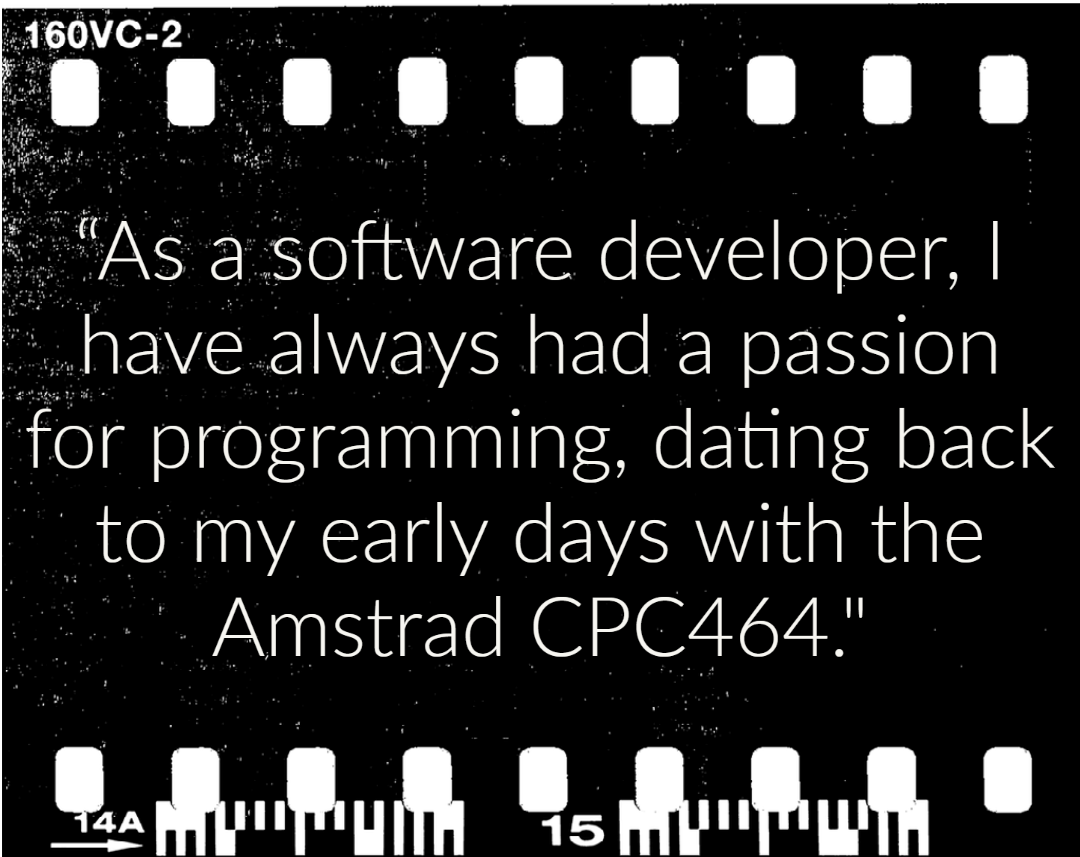 160VC-2
“As a software developer, I
have always had a passion
for programming, dating back
to my early days with the
Amstrad CPC464."
14A
15